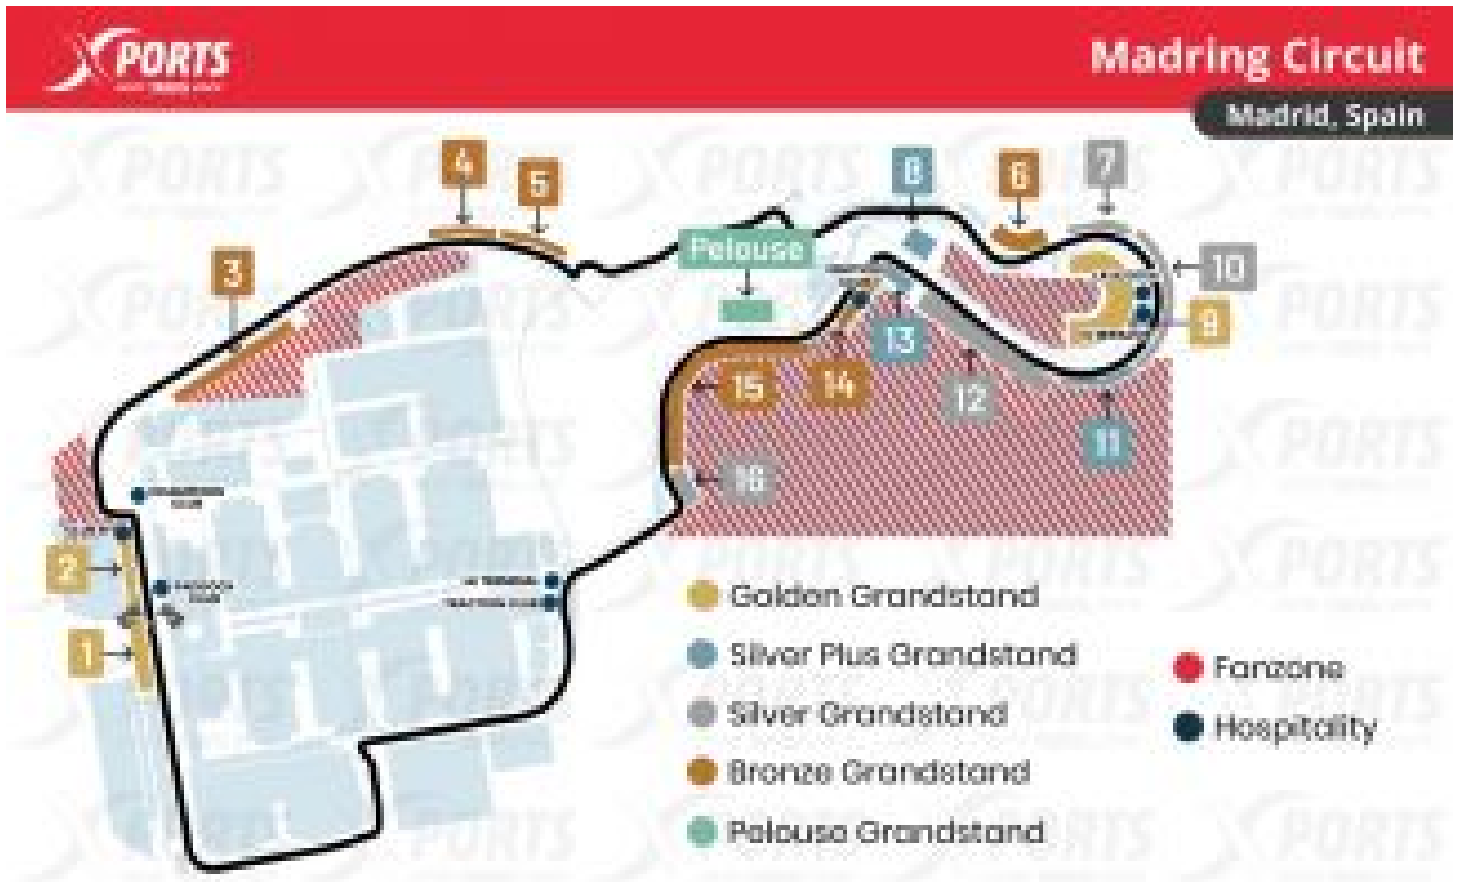 XPORTS
Madring Circuit
Madrid, Spain
4
5
8
6
7
3
Pelouse
10
9
13
15
14
12
11
16
2
1
Golden Grandstand
Silver Plus Grandstand
Silver Grandstand
Bronze Grandstand
Pelouse Grandstand
Fanzone
Hospitality